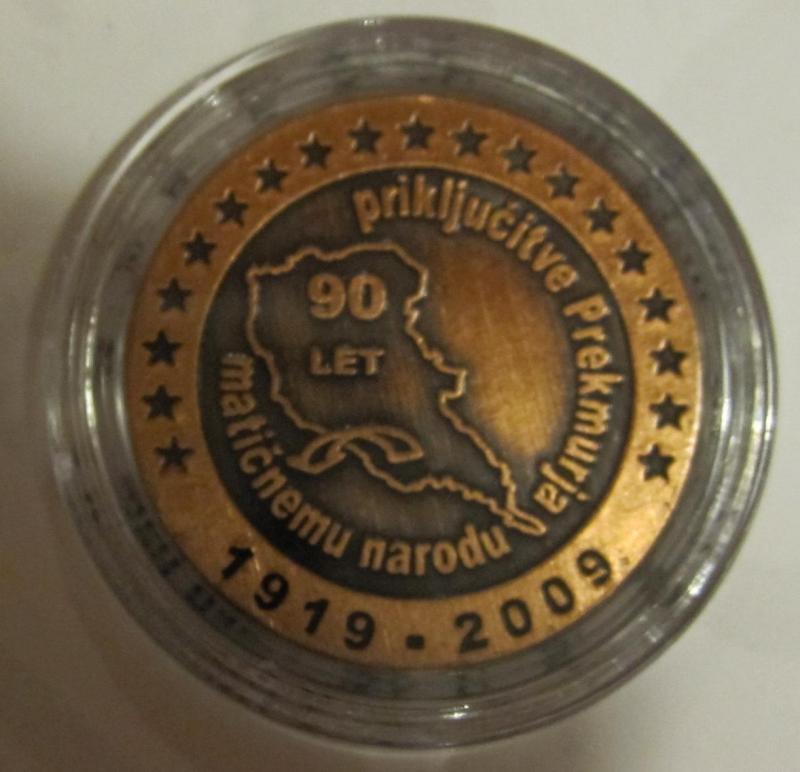 90
LET
priključitve Prekmurja
matičnemu narodu
1919 - 2009